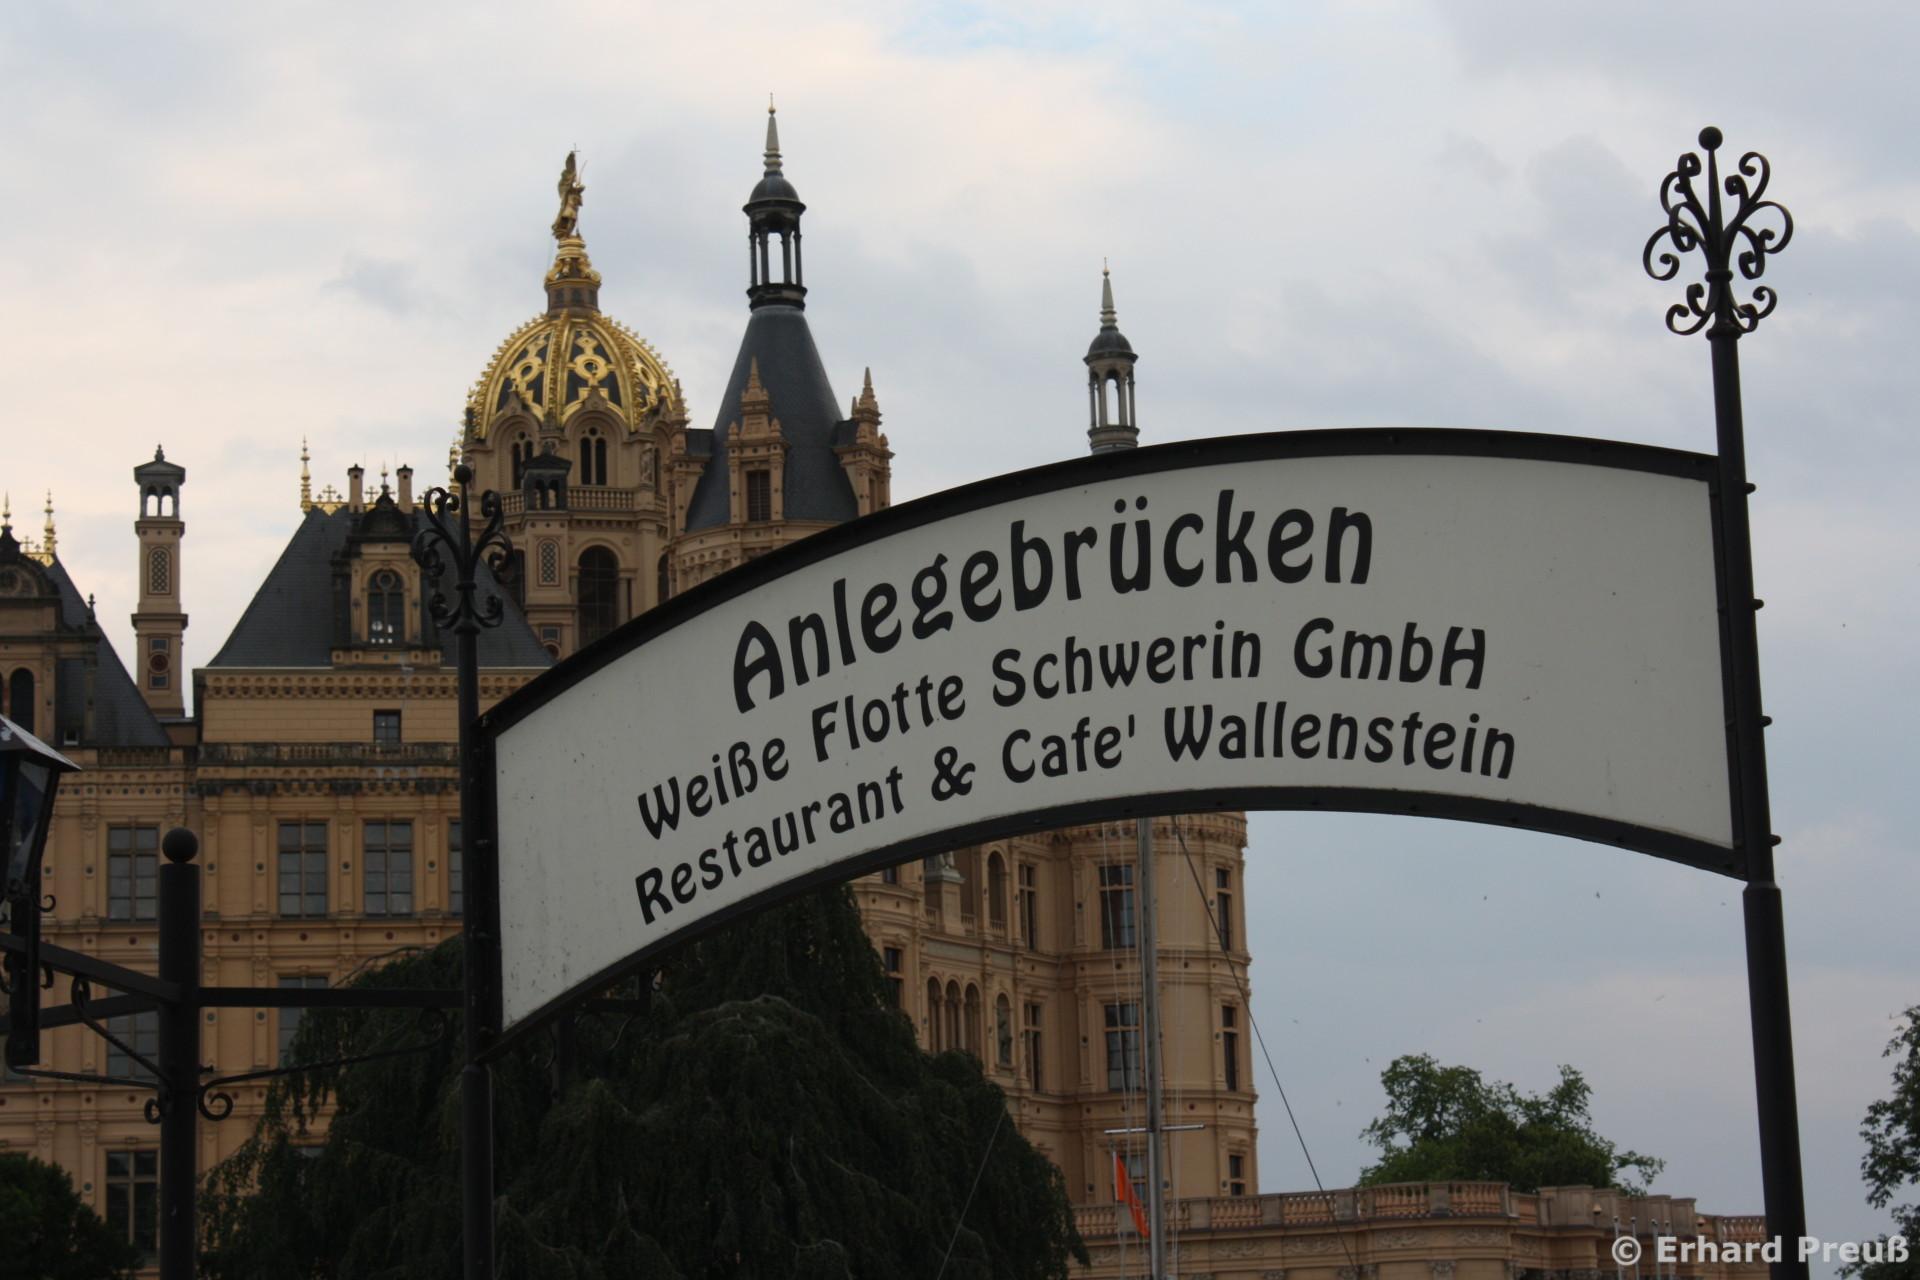 Anlegebrücken
Weiße Flotte Schwerin GmbH
Restaurant & Cafe' Wallenstein
© Erhard Preuß